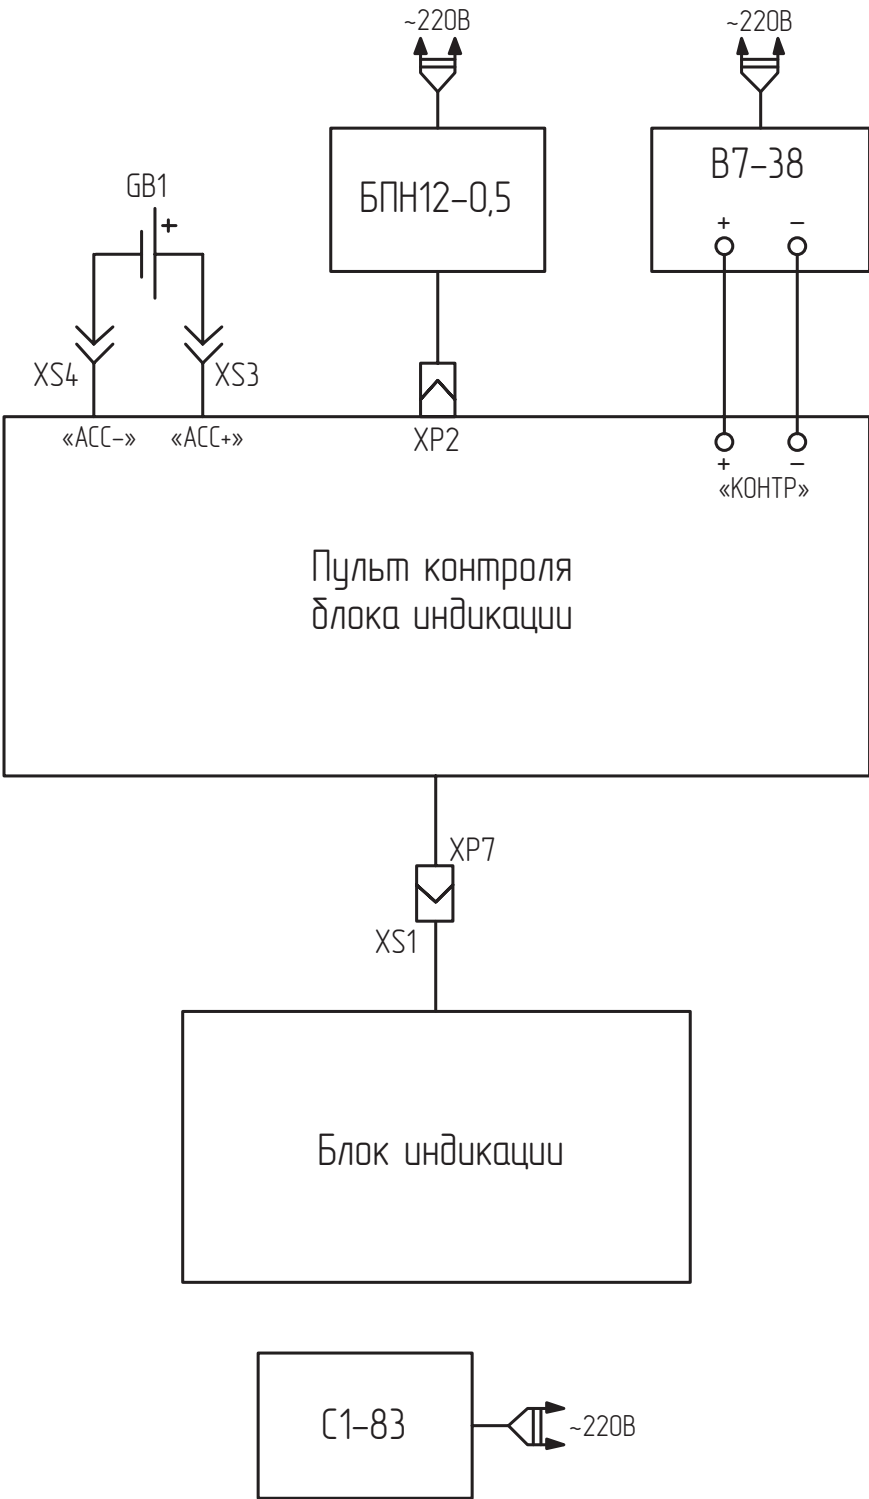 ~220В
~220В
БПН12-0,5
В7-38
+
−
GB1
+
XS4
XS3
«АСС-»
«АСС+»
XP2
+
−
«КОНТР»
Пульт контроля
блока индикации
XP7
XS1
Блок индикации
С1-83
~220В